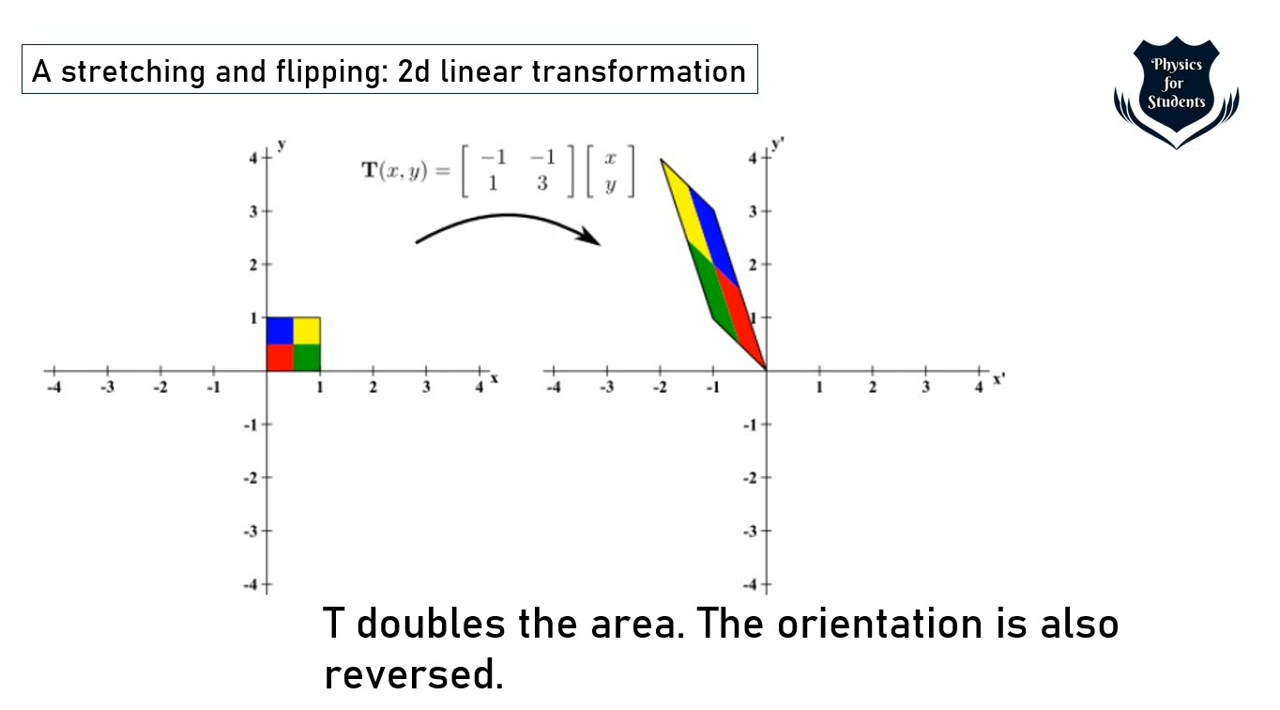 A stretching and flipping: 2d linear transformation
Physics
for
Students
y
4
3
2
1
-4 -3 -2 -1 1 2 3 4 x
-1
-2
-3
-4
T(x, y) = [ -1 -1 ] [ x ]
[ 1 3 ] [ y ]
y'
4
3
2
1
-4 -3 -2 -1 1 2 3 4 x'
-1
-2
-3
-4
T doubles the area. The orientation is also
reversed.